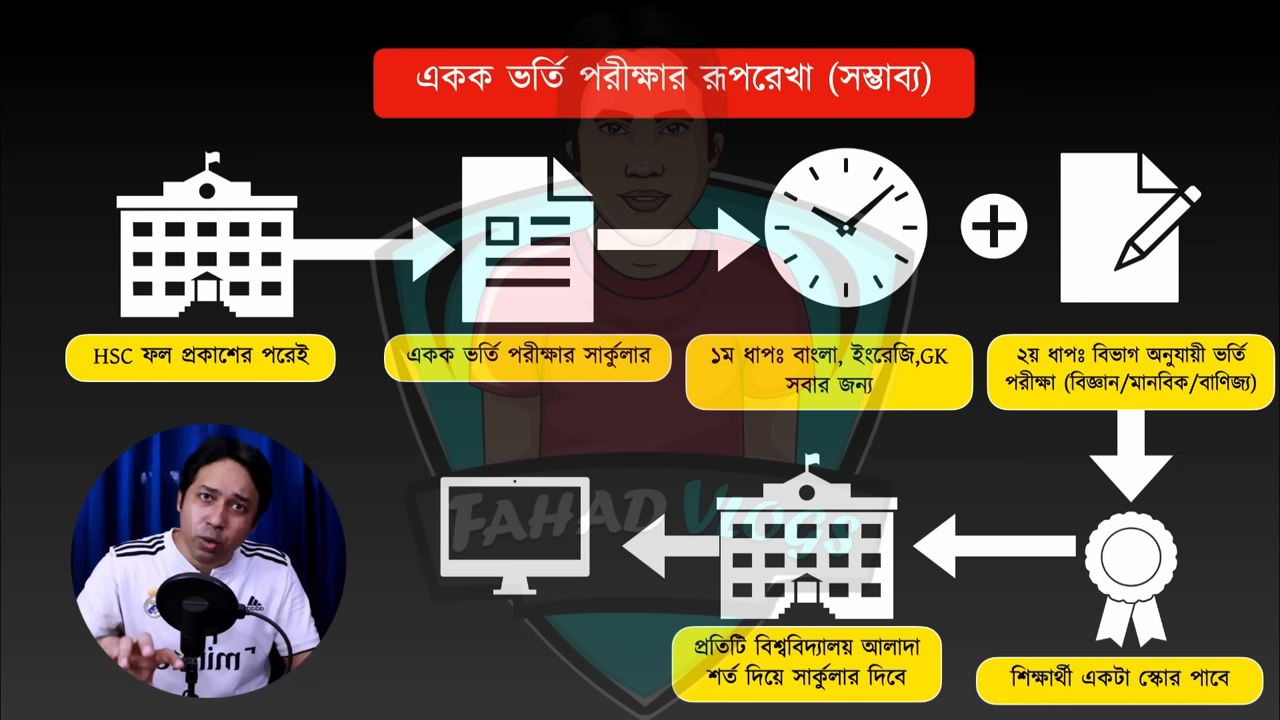 একক ভর্তি পরীক্ষার রূপরেখা (সম্ভাব্য)
HSC ফল প্রকাশের পরেই
একক ভর্তি পরীক্ষার সার্কুলার
১ম ধাপঃ বাংলা, ইংরেজি,GK
সবার জন্য
২য় ধাপঃ বিভাগ অনুযায়ী ভর্তি
পরীক্ষা (বিজ্ঞান/মানবিক/বাণিজ্য)
FAHAD Vlogs
প্রতিটি বিশ্ববিদ্যালয় আলাদা
শর্ত দিয়ে সার্কুলার দিবে
শিক্ষার্থী একটা স্কোর পাবে